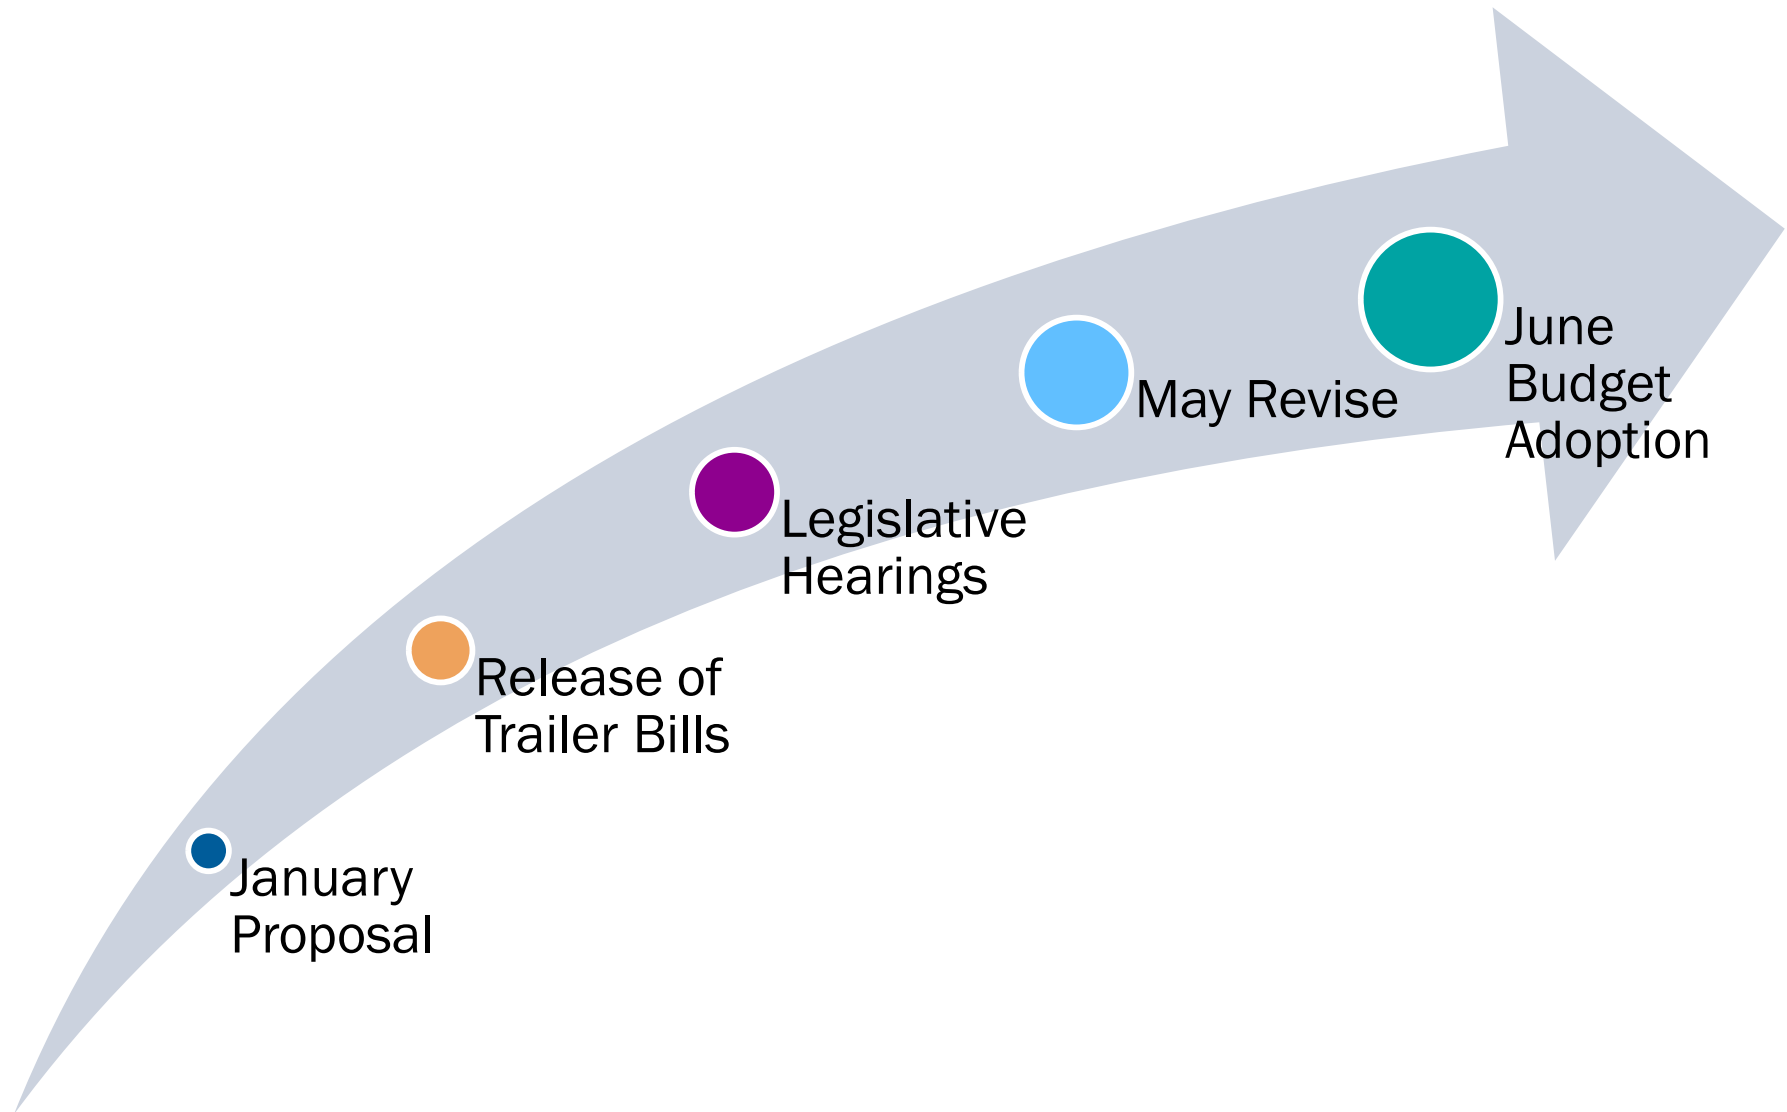 January
Proposal
Release of
Trailer Bills
Legislative
Hearings
May Revise
June
Budget
Adoption